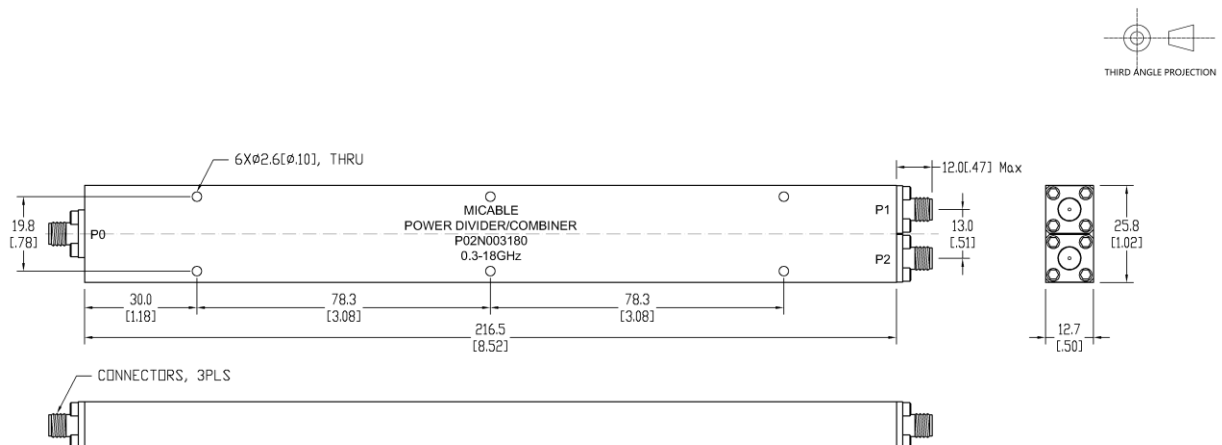 THIRD ANGLE PROJECTION
6XØ2.6[Ø.10], THRU
12.0[.47] Max
19.8
[.78]
P0
MICABLE
POWER DIVIDER/COMBINER
P02N003180
0.3-18GHz
P1
P2
13.0
[.51]
25.8
[1.02]
30.0
[1.18]
78.3
[3.08]
78.3
[3.08]
216.5
[8.52]
12.7
[.50]
CONNECTORS, 3PLS